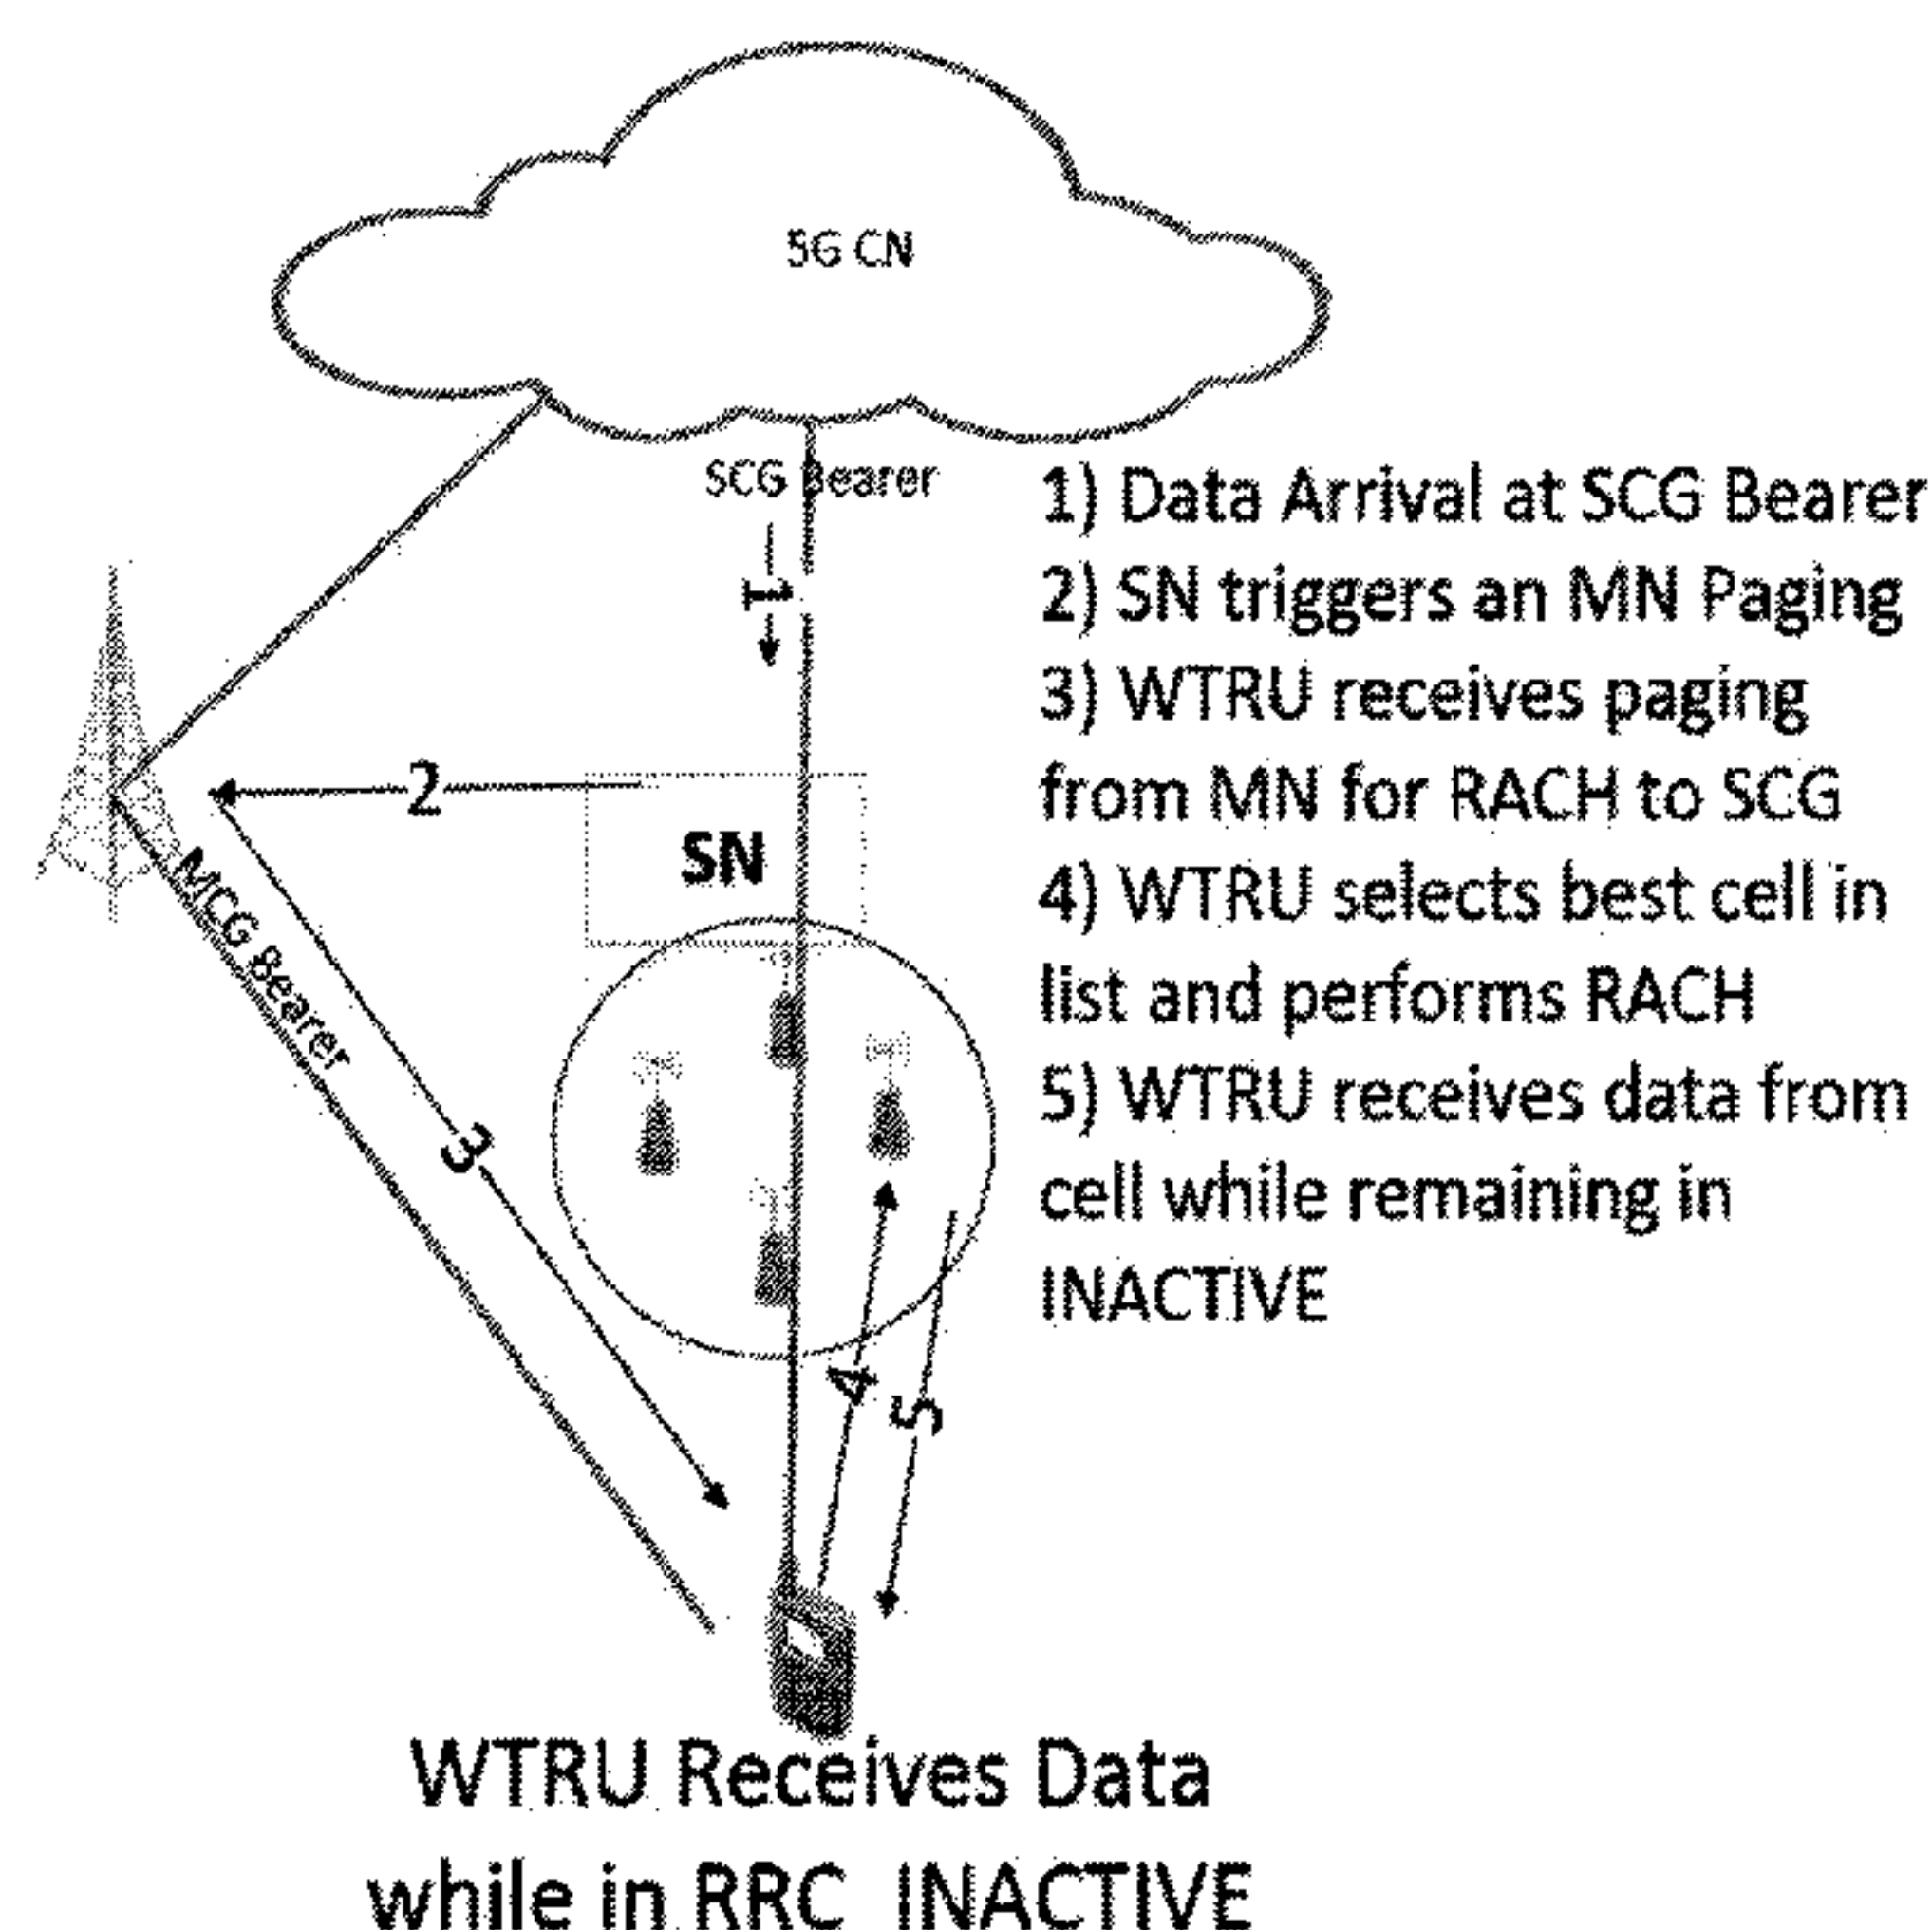 5G CN
SCG Bearer
1
2
SN
MCG Bearer
3
4
5
1) Data Arrival at SCG Bearer
2) SN triggers an MN Paging
3) WTRU receives paging
from MN for RACH to SCG
4) WTRU selects best cell in
list and performs RACH
5) WTRU receives data from
cell while remaining in
INACTIVE
WTRU Receives Data
while in RRC_INACTIVE